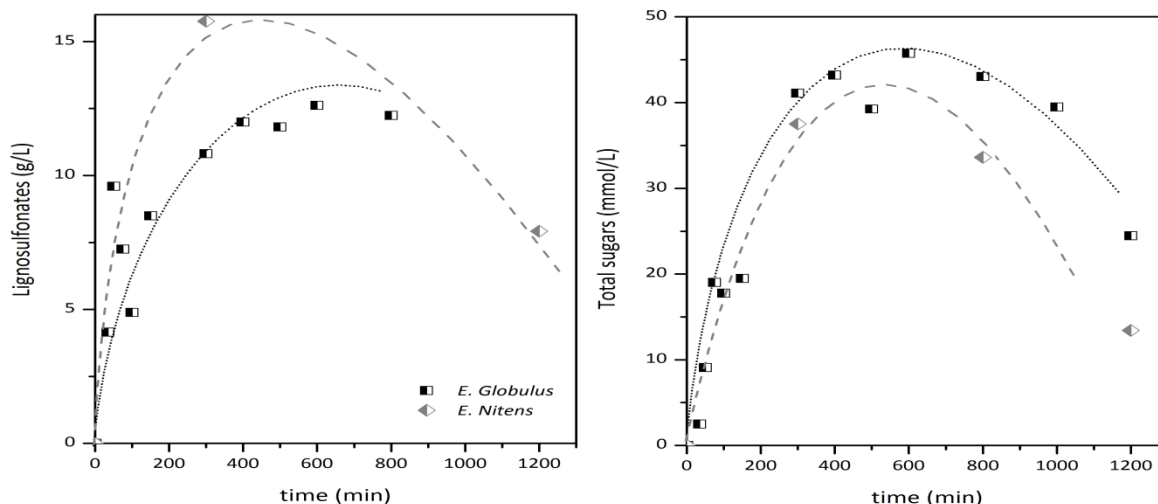 Lignosulfonates (g/L)
15
10
5
0
0 200 400 600 800 1000 1200
time (min)
E. Globulus
E. Nitens
Total sugars (mmol/L)
50
40
30
20
10
0
0 200 400 600 800 1000 1200
time (min)